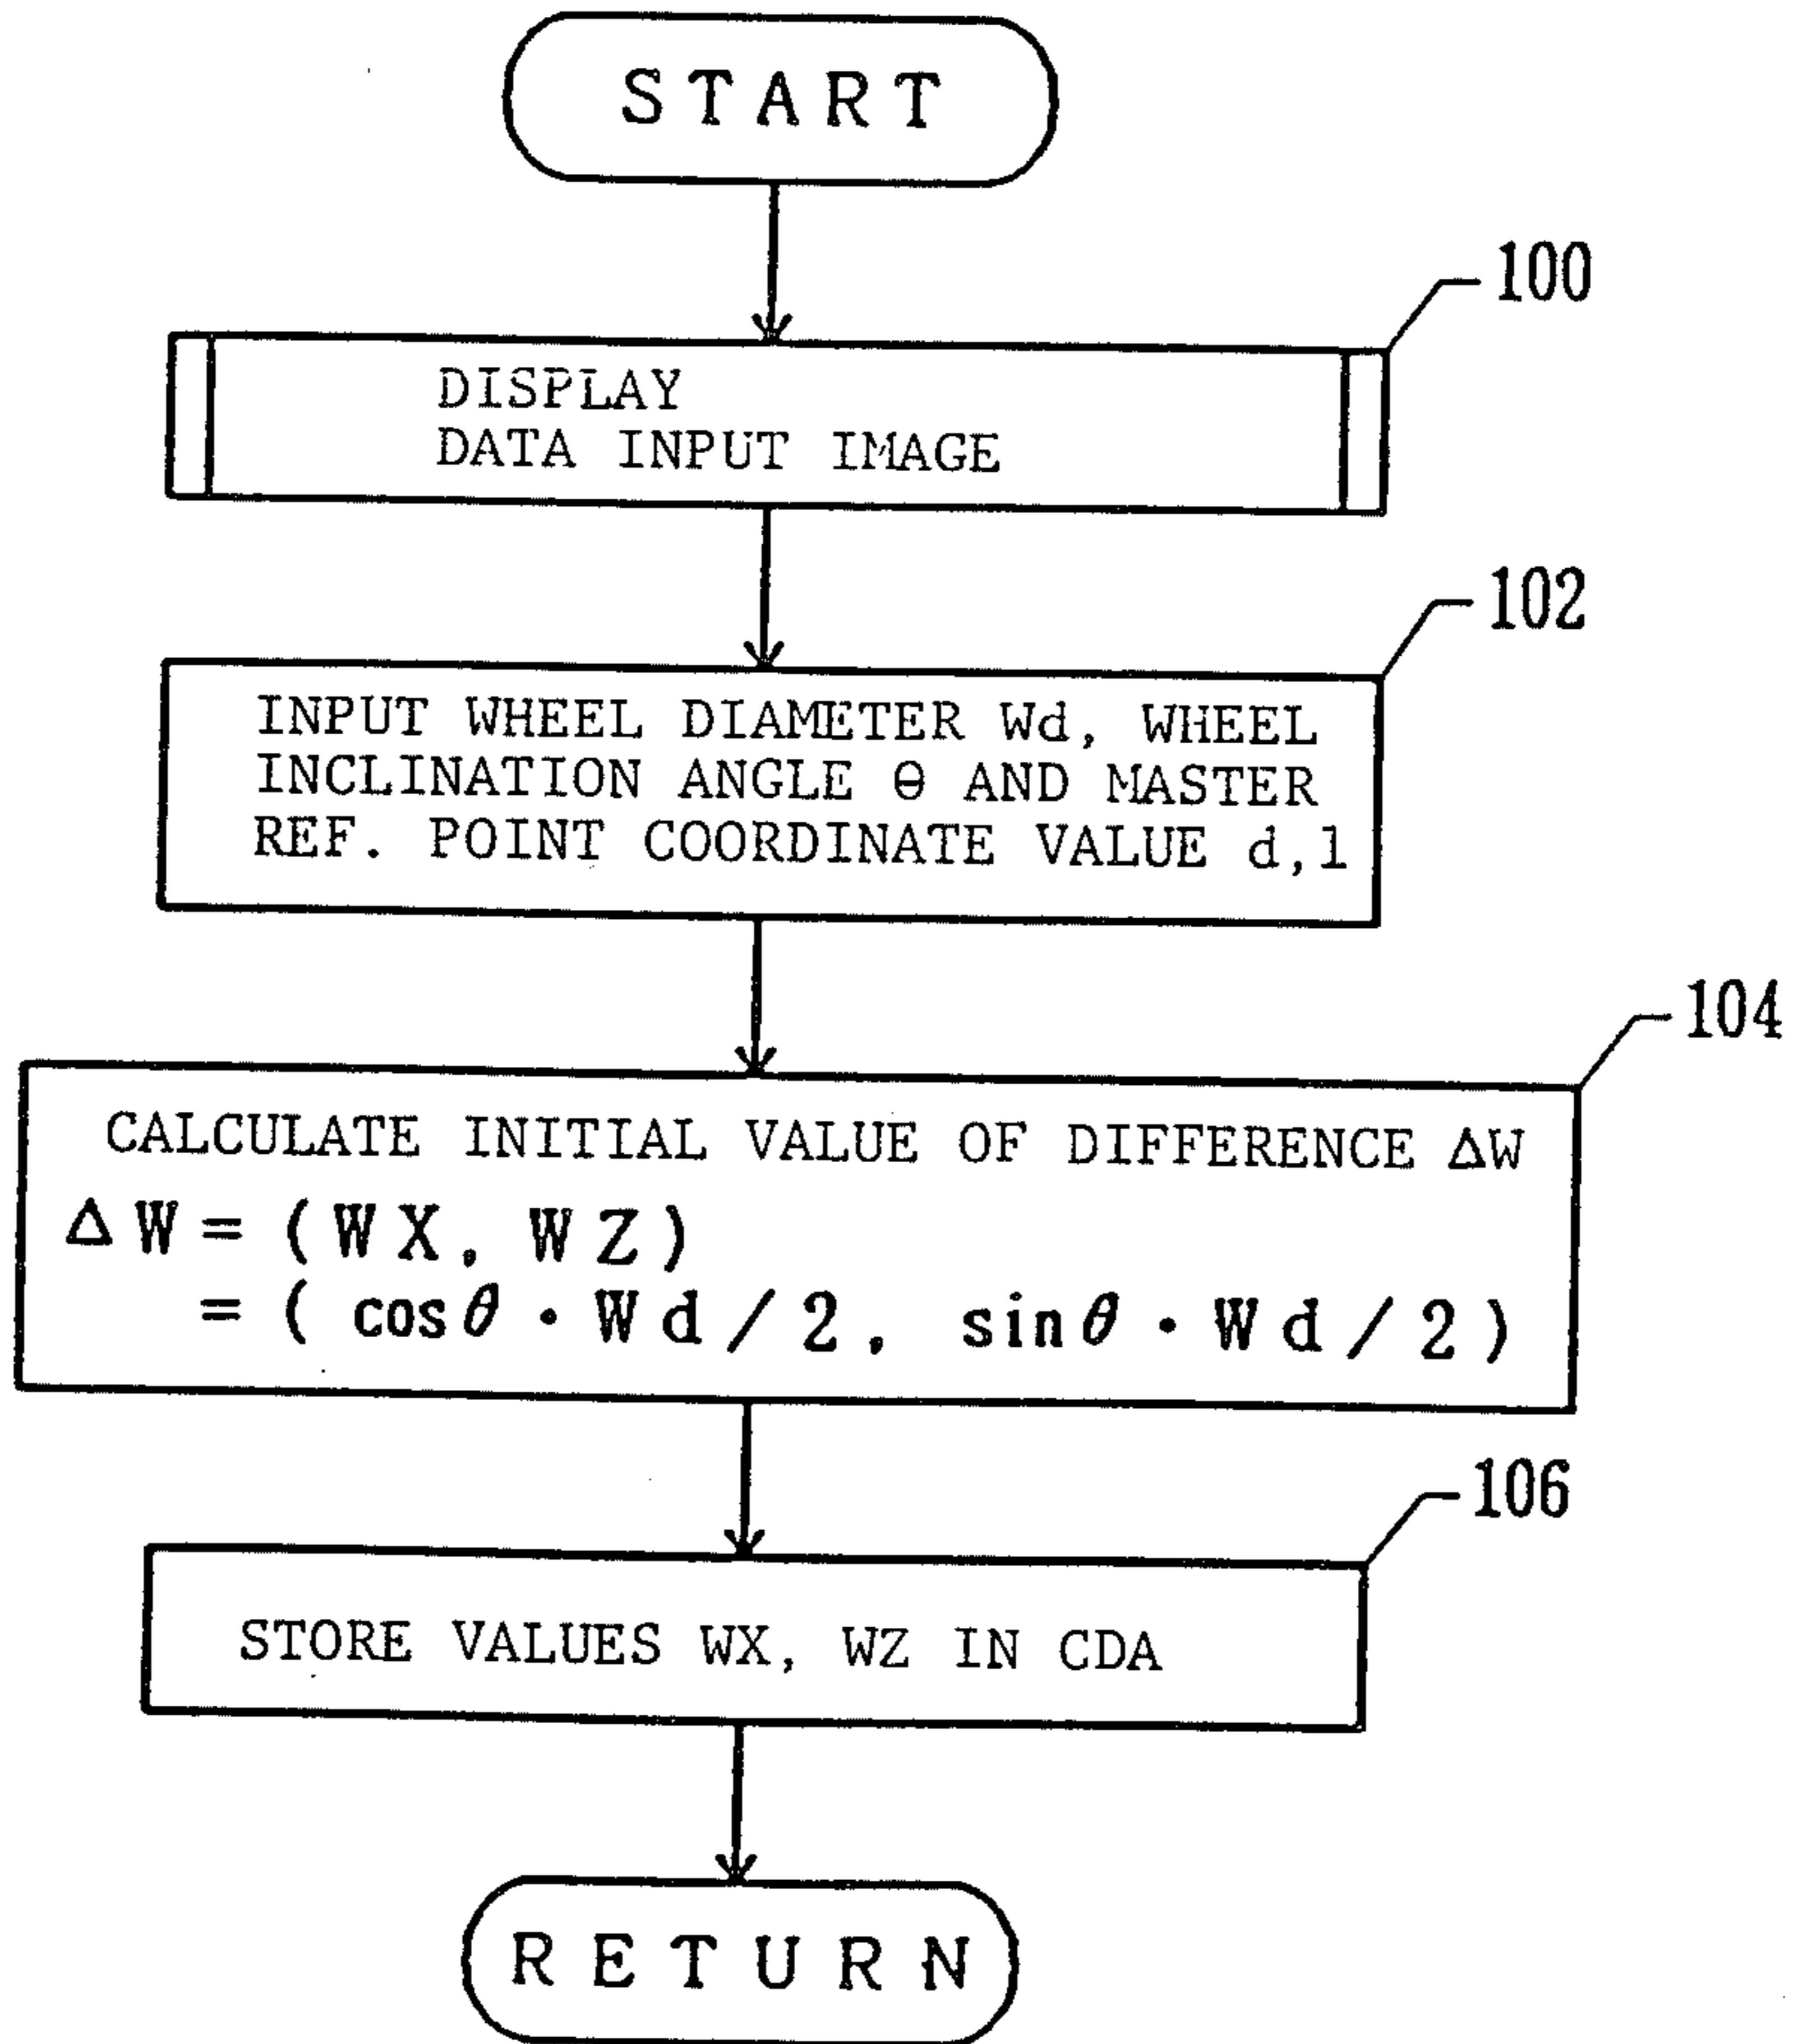 START
100
DISPLAY
DATA INPUT IMAGE
102
INPUT WHEEL DIAMETER Wd, WHEEL
INCLINATION ANGLE θ AND MASTER
REF. POINT COORDINATE VALUE d,l
104
CALCULATE INITIAL VALUE OF DIFFERENCE ΔW
ΔW = (WX, WZ)
= ( cosθ · Wd/2, sinθ · Wd/2)
106
STORE VALUES WX, WZ IN CDA
RETURN